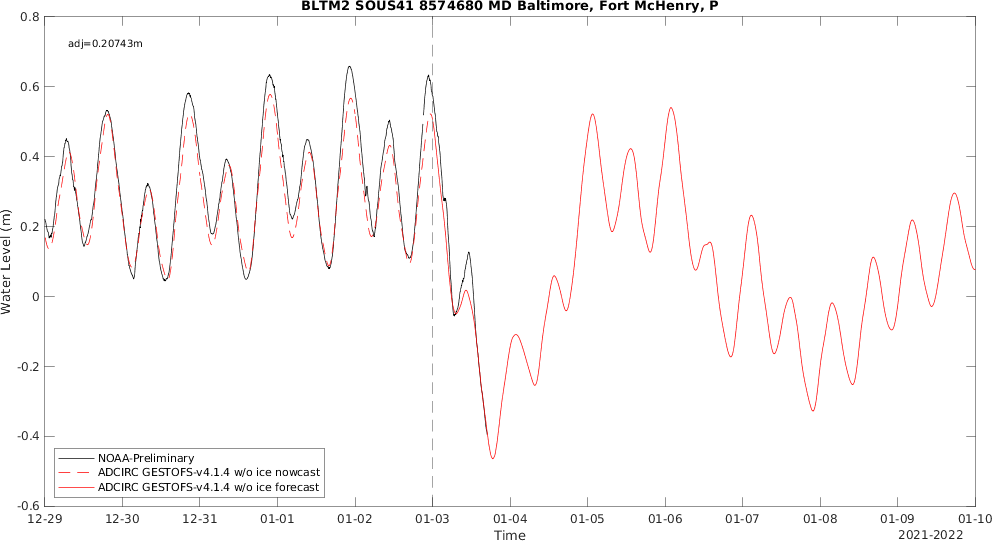 BLTM2 SOUS41 8574680 MD Baltimore, Fort McHenry, P
adj=0.20743m
0.8
0.6
0.4
0.2
0
-0.2
-0.4
-0.6
Water Level (m)
NOAA-Preliminary
ADCIRC GESTOFS-v4.1.4 w/o ice nowcast
ADCIRC GESTOFS-v4.1.4 w/o ice forecast
12-29 12-30 12-31 01-01 01-02 01-03 01-04 01-05 01-06 01-07 01-08 01-09 01-10
Time
2021-2022